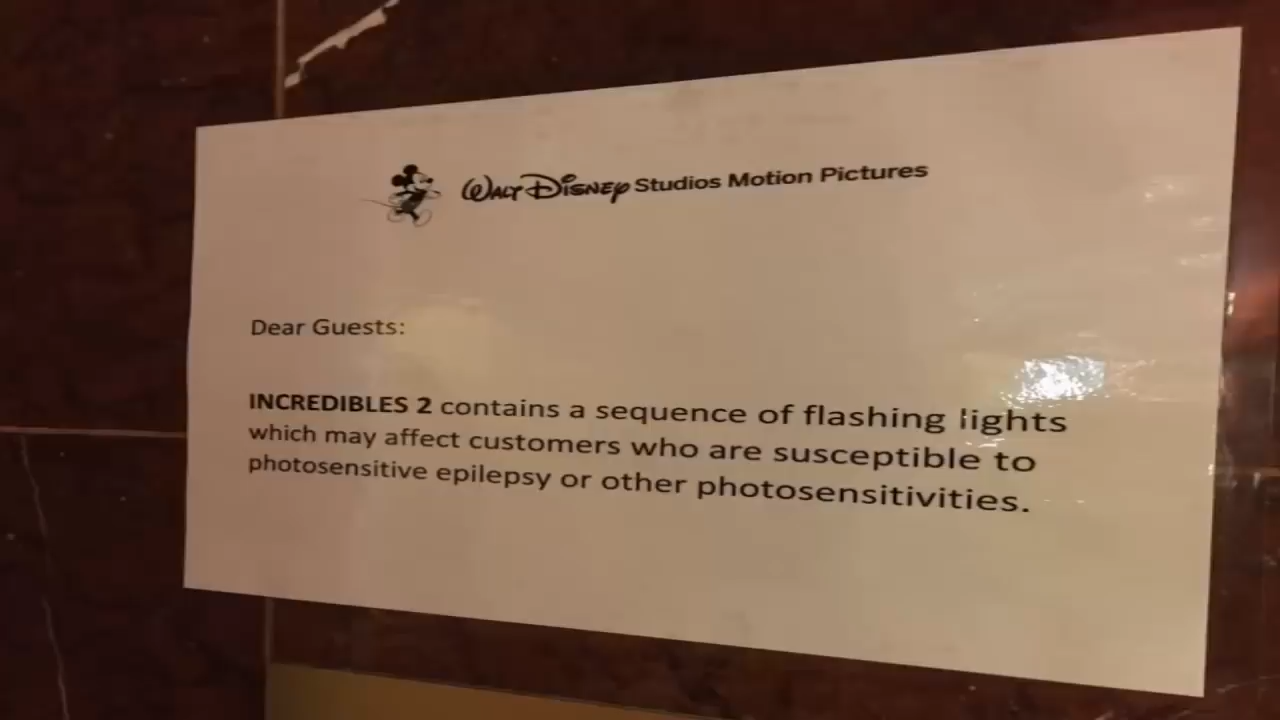 WALT DISNEY Studios Motion Pictures
Dear Guests:
INCREDIBLES 2 contains a sequence of flashing lights
which may affect customers who are susceptible to
photosensitive epilepsy or other photosensitivities.